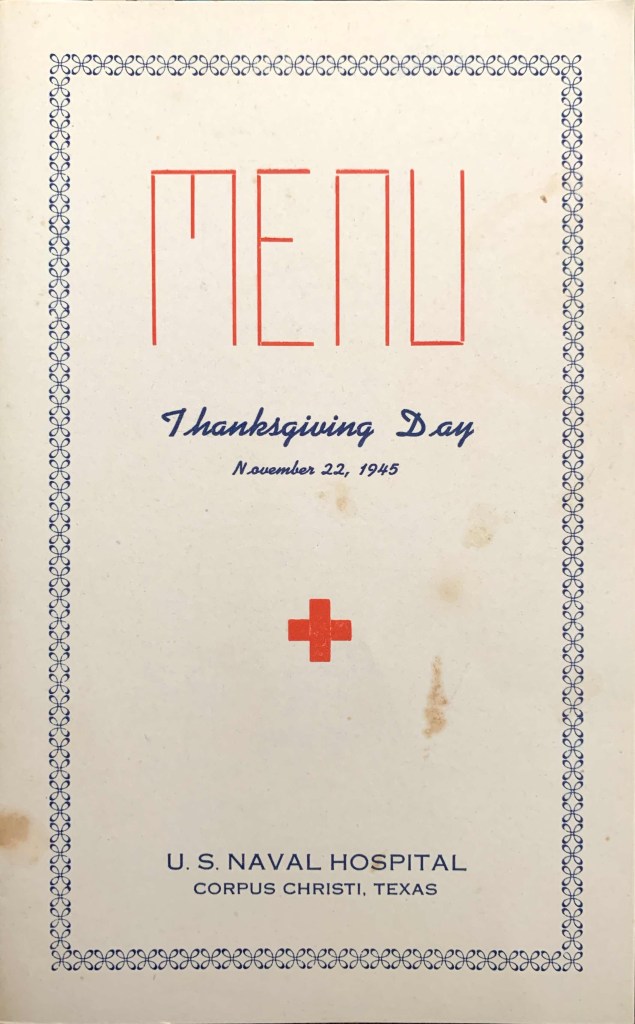 MENU
Thanksgiving Day
November 22, 1945
U. S. NAVAL HOSPITAL
CORPUS CHRISTI, TEXAS